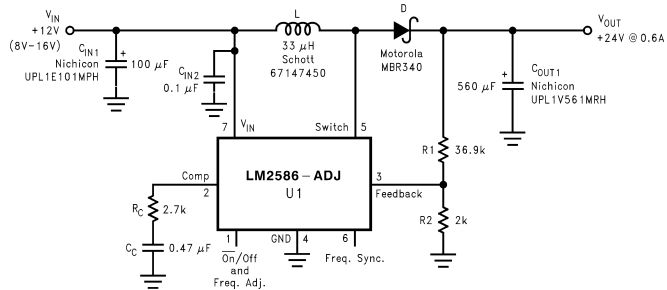 VIN
+12V
(8V-16V)
CIN1
Nichicon
UPL1E101MPH
+
100 µF
CIN2
0.1 µF
L
33 µH
Schott
67147450
D
Motorola
MBR340
VOUT
+24V @ 0.6A
+
560 µF
COUT1
Nichicon
UPL1V561MRH
7
VIN
Switch
5
R1
36.9k
LM2586-ADJ
U1
Comp
2
3
Feedback
RC
2.7k
R2
2k
CC
0.47 µF
1
GND
4
6
On/Off
and
Freq. Adj.
Freq. Sync.